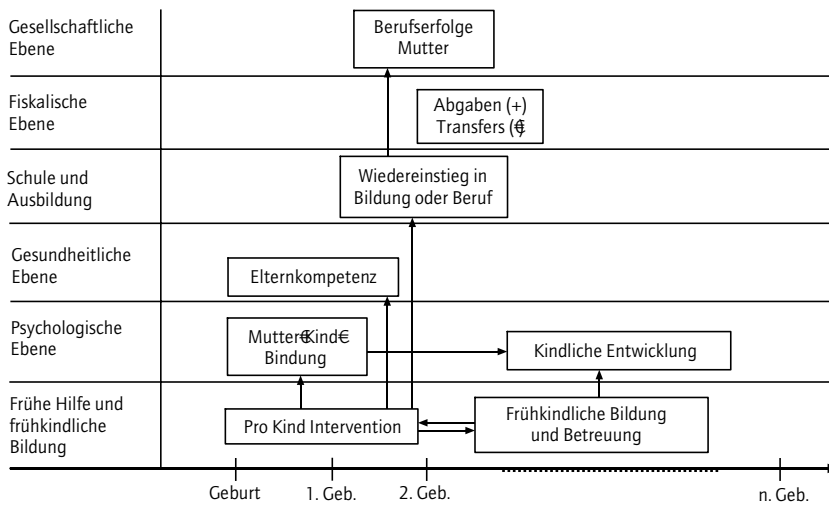 Gesellschaftliche
Ebene
Berufserfolge
Mutter
Fiskalische
Ebene
Abgaben (+)
Transfers (€)
Schule und
Ausbildung
Wiedereinstieg in
Bildung oder Beruf
Gesundheitliche
Ebene
Elternkompetenz
Psychologische
Ebene
Mutter€Kind€
Bindung
Kindliche Entwicklung
Frühe Hilfe und
frühkindliche
Bildung
Pro Kind Intervention
Frühkindliche Bildung
und Betreuung
Geburt
1. Geb.
2. Geb.
n. Geb.